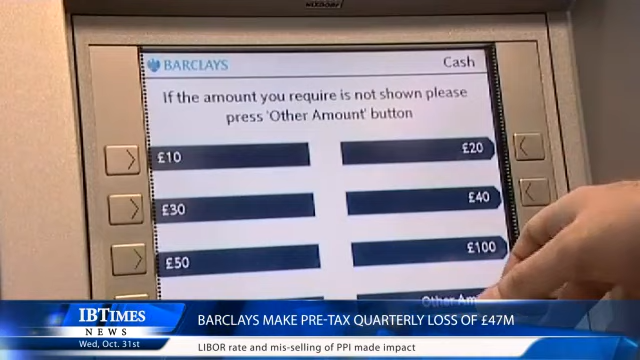 BARCLAYS
Cash
If the amount you require is not shown please
press 'Other Amount' button
£10
£20
£30
£40
£50
£100
Other Am
IBTIMES
NEWS
BARCLAYS MAKE PRE-TAX QUARTERLY LOSS OF £47M
Wed, Oct. 31st
LIBOR rate and mis-selling of PPI made impact